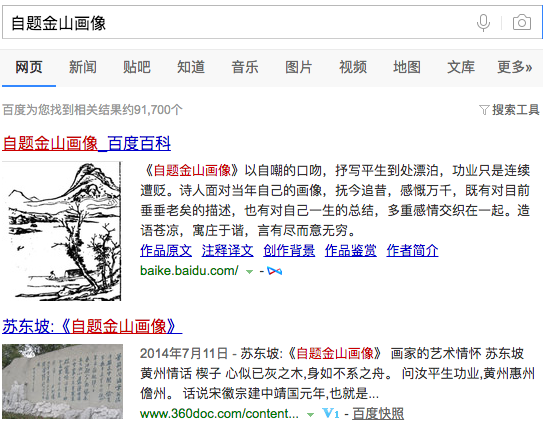 自题金山画像
网页 新闻 贴吧 知道 音乐 图片 视频 地图 文库 更多»
百度为您找到相关结果约91,700个 搜索工具
自题金山画像_百度百科
《自题金山画像》以自嘲的口吻，抒写平生到处漂泊，功业只是连续
遭贬。诗人面对当年自己的画像，抚今追昔，感慨万千，既有对目前
垂垂老矣的描述，也有对自己一生的总结，多重感情交织在一起。造
语苍凉，寓庄于谐，言有尽而意无穷。
作品原文 注释译文 创作背景 作品鉴赏 作者简介
baike.baidu.com/ -
苏东坡:《自题金山画像》
2014年7月11日 - 苏东坡:《自题金山画像》 画家的艺术情怀 苏东坡
黄州情话 楔子 心似已灰之木,身如不系之舟。 问汝平生功业,黄州惠州
儋州。 话说宋徽宗建中靖国元年,也就是...
www.360doc.com/content... V1 - 百度快照